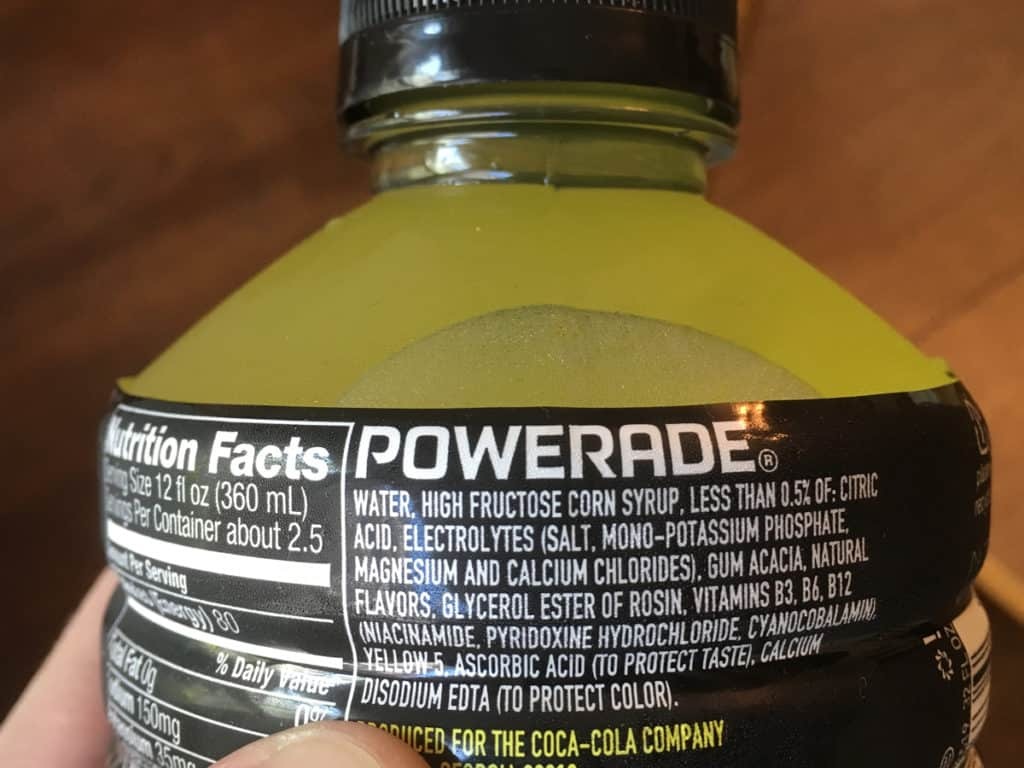 Nutrition Facts
Serving Size 12 fl oz (360 mL)
Servings Per Container about 2.5
Amount Per Serving
(Energy) 80
% Daily Value
Total Fat 0g
0%
150mg
35mg
POWERADE®
WATER, HIGH FRUCTOSE CORN SYRUP, LESS THAN 0.5% OF: CITRIC
ACID, ELECTROLYTES (SALT, MONO-POTASSIUM PHOSPHATE,
MAGNESIUM AND CALCIUM CHLORIDES), GUM ACACIA, NATURAL
FLAVORS, GLYCEROL ESTER OF ROSIN, VITAMINS B3, B6, B12
(NIACINAMIDE, PYRIDOXINE HYDROCHLORIDE, CYANOCOBALAMIN),
YELLOW 5, ASCORBIC ACID (TO PROTECT TASTE), CALCIUM
DISODIUM EDTA (TO PROTECT COLOR).
PRODUCED FOR THE COCA-COLA COMPANY